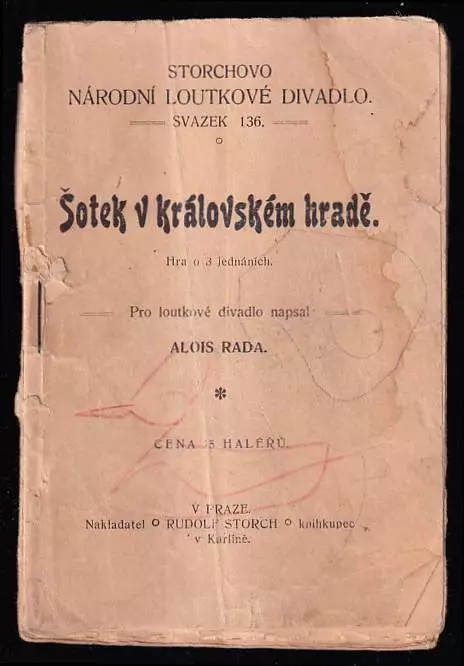 STORCHOVO
NÁRODNÍ LOUTKOVÉ DIVADLO.
SVAZEK 136.
Šotek v královském hradě.
Hra o 3 jednáních.
Pro loutkové divadlo napsal
ALOIS RADA.
*
CENA HALÉŘŮ.
V PRAZE.
Nakladatel RUDOLF STORCH knihkupec
v Karlíně.